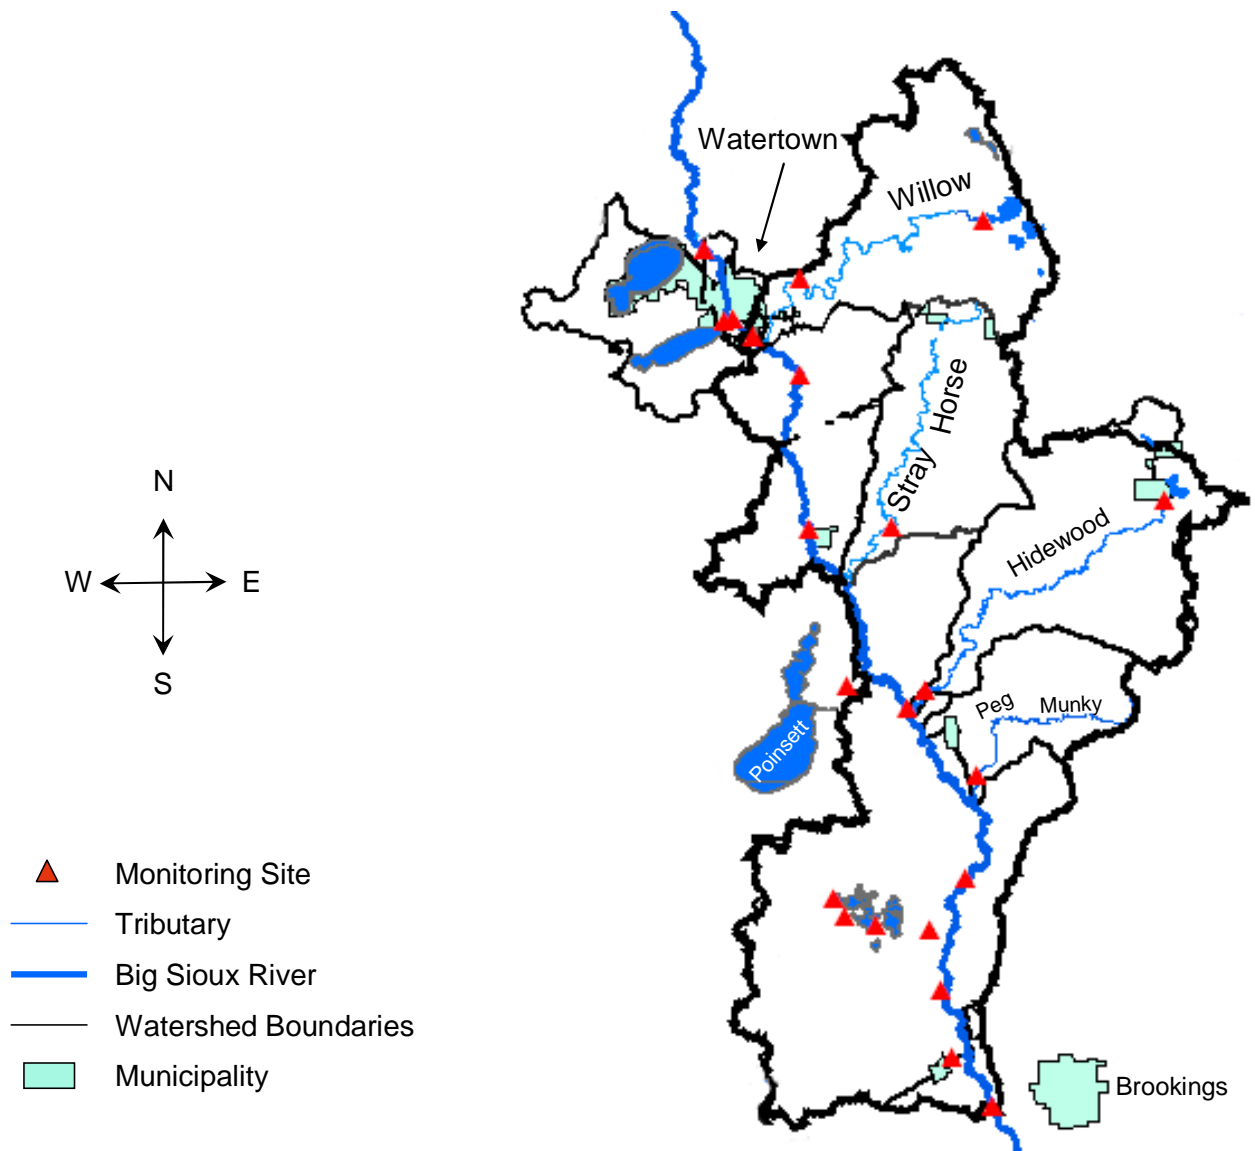 Watertown
Willow
Stray Horse
Hidewood
N
W
E
S
Peg
Munky
Poinsett
Monitoring Site
Tributary
Big Sioux River
Watershed Boundaries
Municipality
Brookings